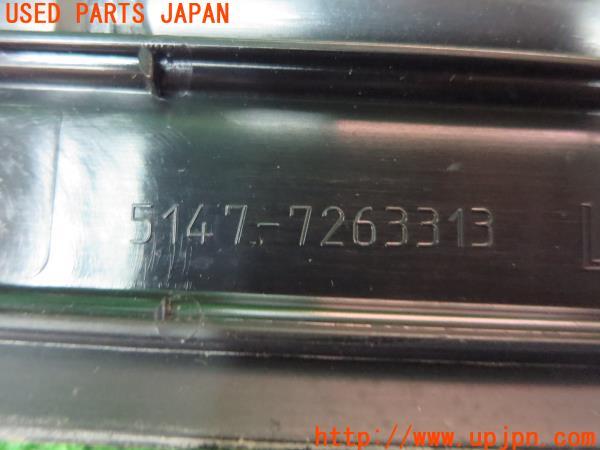 USED PARTS JAPAN
5147-7263313 L
http://www.upjpn.com